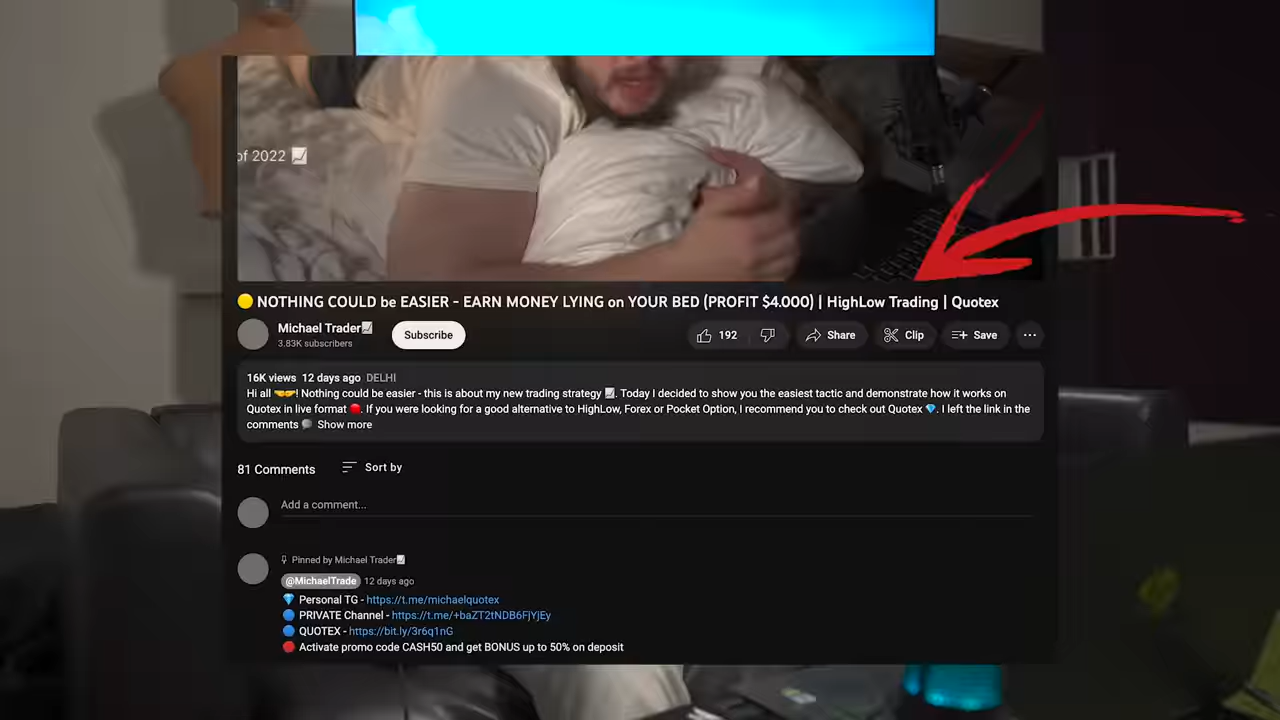 of 2022 📈
🟡 NOTHING COULD be EASIER - EARN MONEY LYING on YOUR BED (PROFIT $4.000) | HighLow Trading | Quotex
Michael Trader📈
3.83K subscribers
Subscribe
192
Share
Clip
Save
16K views 12 days ago DELHI
Hi all 🤝! Nothing could be easier - this is about my new trading strategy 📈. Today I decided to show you the easiest tactic and demonstrate how it works on
Quotex in live format 🔴. If you were looking for a good alternative to HighLow, Forex or Pocket Option, I recommend you to check out Quotex 💎. I left the link in the
comments 💬 Show more
81 Comments
Sort by
Add a comment...
Pinned by Michael Trader📈
@MichaelTrade 12 days ago
💎 Personal TG - https://t.me/michaelquotex
🔵 PRIVATE Channel - https://t.me/+baZT2tNDB6FjYjEy
🔵 QUOTEX - https://bit.ly/3r6q1nG
🔴 Activate promo code CASH50 and get BONUS up to 50% on deposit